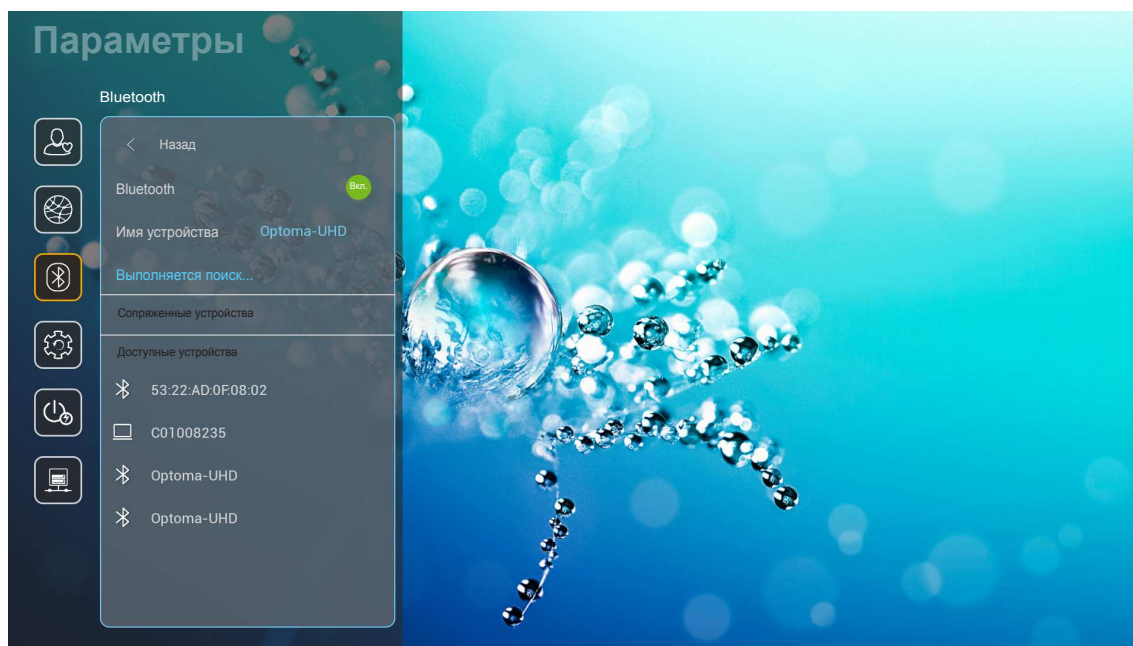 Параметры
Bluetooth
Назад
Bluetooth Вкл.
Имя устройства Optoma-UHD
Выполняется поиск...
Сопряженные устройства
Доступные устройства
53:22:AD:0F:08:02
C01008235
Optoma-UHD
Optoma-UHD